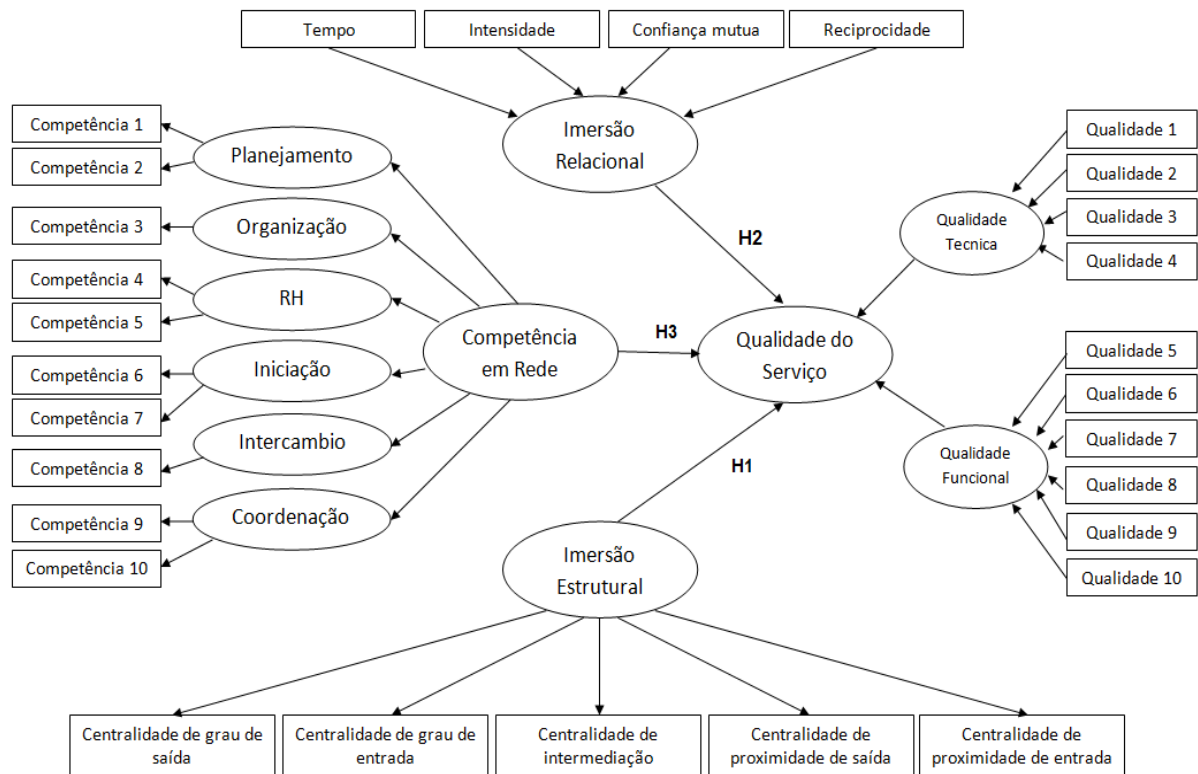 Tempo
Intensidade
Confiança mutua
Reciprocidade
Imersão
Relacional
Competência 1
Competência 2
Competência 3
Competência 4
Competência 5
Competência 6
Competência 7
Competência 8
Competência 9
Competência 10
Planejamento
Organização
RH
Iniciação
Intercambio
Coordenação
Competência
em Rede
H2
H3
H1
Qualidade do
Serviço
Qualidade
Tecnica
Qualidade 1
Qualidade 2
Qualidade 3
Qualidade 4
Qualidade
Funcional
Qualidade 5
Qualidade 6
Qualidade 7
Qualidade 8
Qualidade 9
Qualidade 10
Imersão
Estrutural
Centralidade de grau de
saída
Centralidade de grau de
entrada
Centralidade de
intermediação
Centralidade de
proximidade de saída
Centralidade de
proximidade de entrada